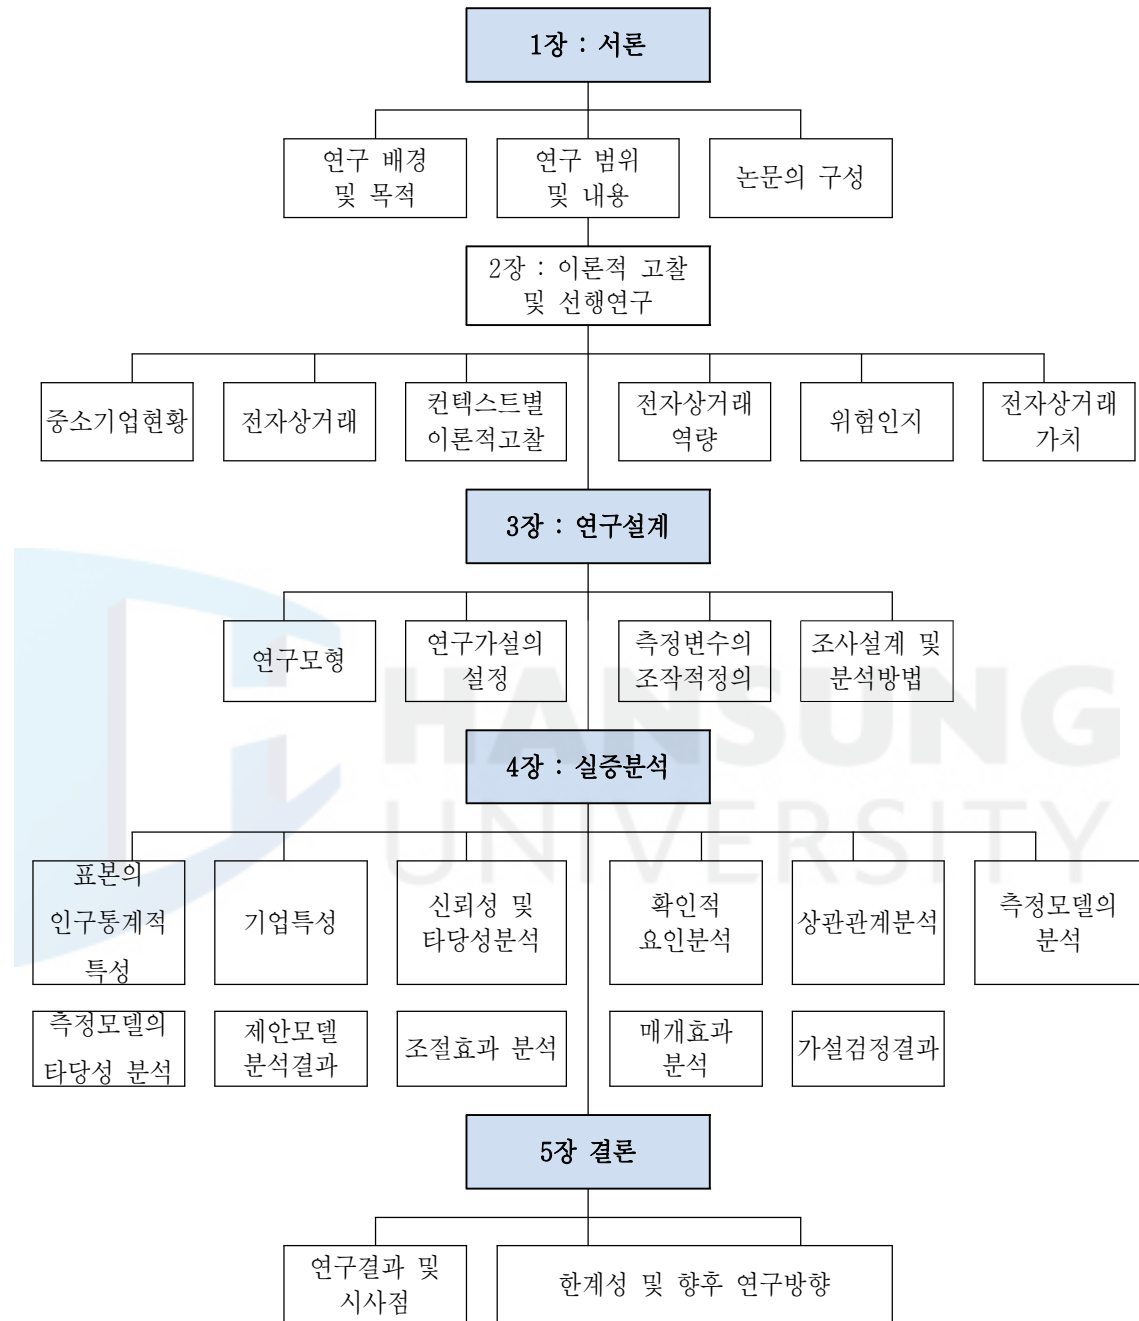 1장 : 서론
연구 배경
및 목적
연구 범위
및 내용
논문의 구성
2장 : 이론적 고찰
및 선행연구
중소기업현황
전자상거래
컨텍스트별
이론적고찰
전자상거래
역량
위험인지
전자상거래
가치
3장 : 연구설계
연구모형
연구가설의
설정
측정변수의
조작적정의
조사설계 및
분석방법
HANSUNG
UNIVERSITY
4장 : 실증분석
표본의
인구통계적
특성
기업특성
신뢰성 및
타당성분석
확인적
요인분석
상관관계분석
측정모델의
분석
측정모델의
타당성 분석
제안모델
분석결과
조절효과 분석
매개효과
분석
가설검정결과
5장 결론
연구결과 및
시사점
한계성 및 향후 연구방향